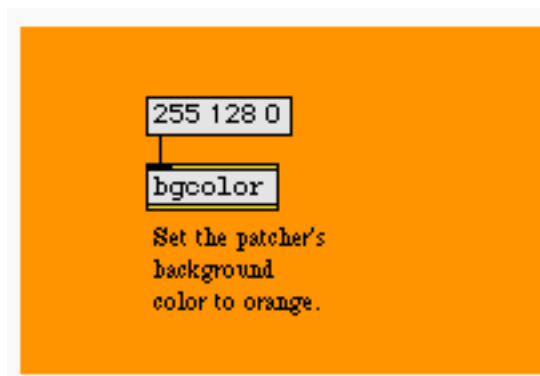 255 128 0
bgcolor
Set the patcher's
background
color to orange.